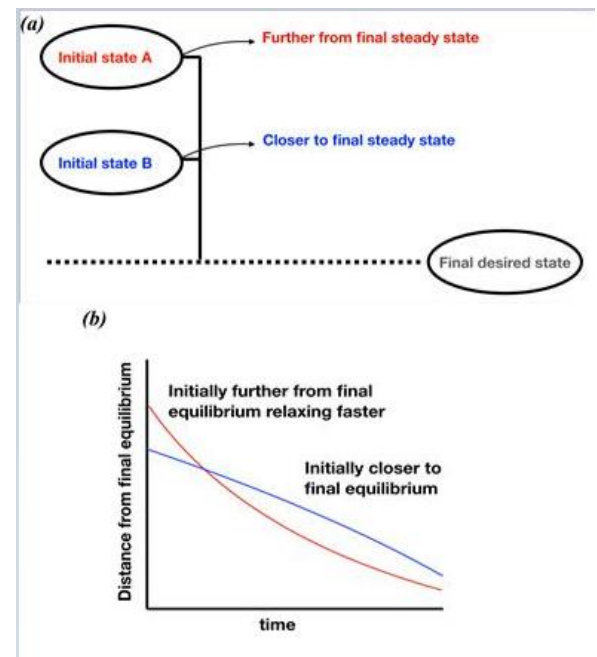 (a)
Initial state A
Further from final steady state
Initial state B
Closer to final steady state
Final desired state
(b)
Distance from final equilibrium
Initially further from final
equilibrium relaxing faster
Initially closer to
final equilibrium
time